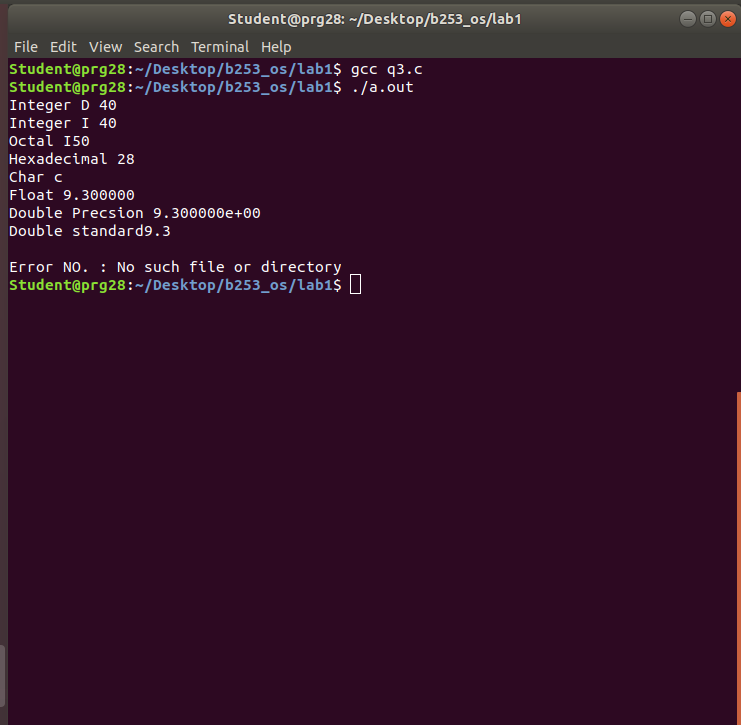 Student@prg28: ~/Desktop/b253_os/lab1
File Edit View Search Terminal Help
Student@prg28:~/Desktop/b253_os/lab1$ gcc q3.c
Student@prg28:~/Desktop/b253_os/lab1$ ./a.out
Integer D 40
Integer I 40
Octal I50
Hexadecimal 28
Char c
Float 9.300000
Double Precsion 9.300000e+00
Double standard9.3
Error NO. : No such file or directory
Student@prg28:~/Desktop/b253_os/lab1$